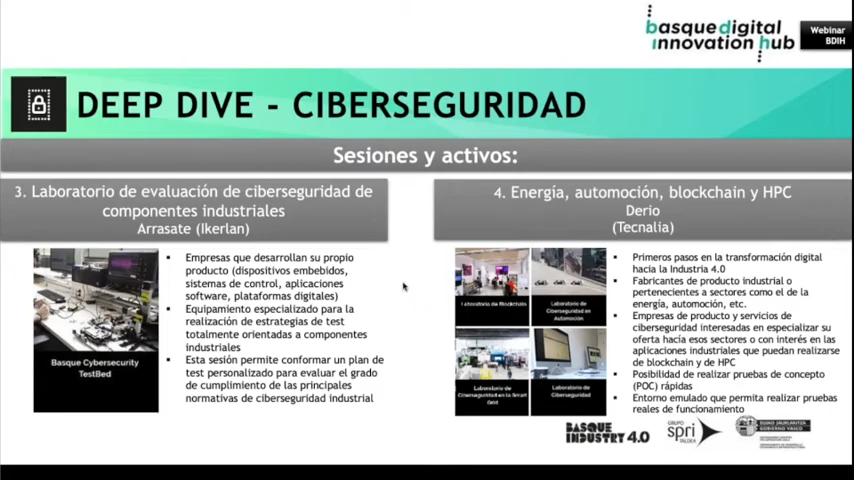 basquedigital
innovation hub
Webinar
BDIH
DEEP DIVE - CIBERSEGURIDAD
Sesiones y activos:
3. Laboratorio de evaluación de ciberseguridad de
componentes industriales
Arrasate (Ikerlan)
Basque Cybersecurity
TestBed
Empresas que desarrollan su propio
producto (dispositivos embebidos,
sistemas de control, aplicaciones
software, plataformas digitales)
Equipamiento especializado para la
realización de estrategias de test
totalmente orientadas a componentes
industriales
Esta sesión permite conformar un plan de
test personalizado para evaluar el grado
de cumplimiento de las principales
normativas de ciberseguridad industrial
4. Energía, automoción, blockchain y HPC
Derio
(Tecnalia)
Laboratorio de Blockchain
Laboratorio de
Ciberseguridad en
Automoción
Laboratorio de
Ciberseguridad en la Smart
Grid
Laboratorio de
Ciberseguridad
Primeros pasos en la transformación digital
hacia la Industria 4.0
Fabricantes de producto industrial o
pertenecientes a sectores como el de la
energía, automoción, etc.
Empresas de producto y servicios de
ciberseguridad interesadas en especializar su
oferta hacía esos sectores o con interés en las
aplicaciones industriales que puedan realizarse
de blockchain y de HPC
Posibilidad de realizar pruebas de concepto
(POC) rápidas
Entorno emulado que permita realizar pruebas
reales de funcionamiento
BASQUE
INDUSTRY 4.0
GRUPO
spri
TALDEA
EUSKO JAURLARITZA
GOBIERNO VASCO